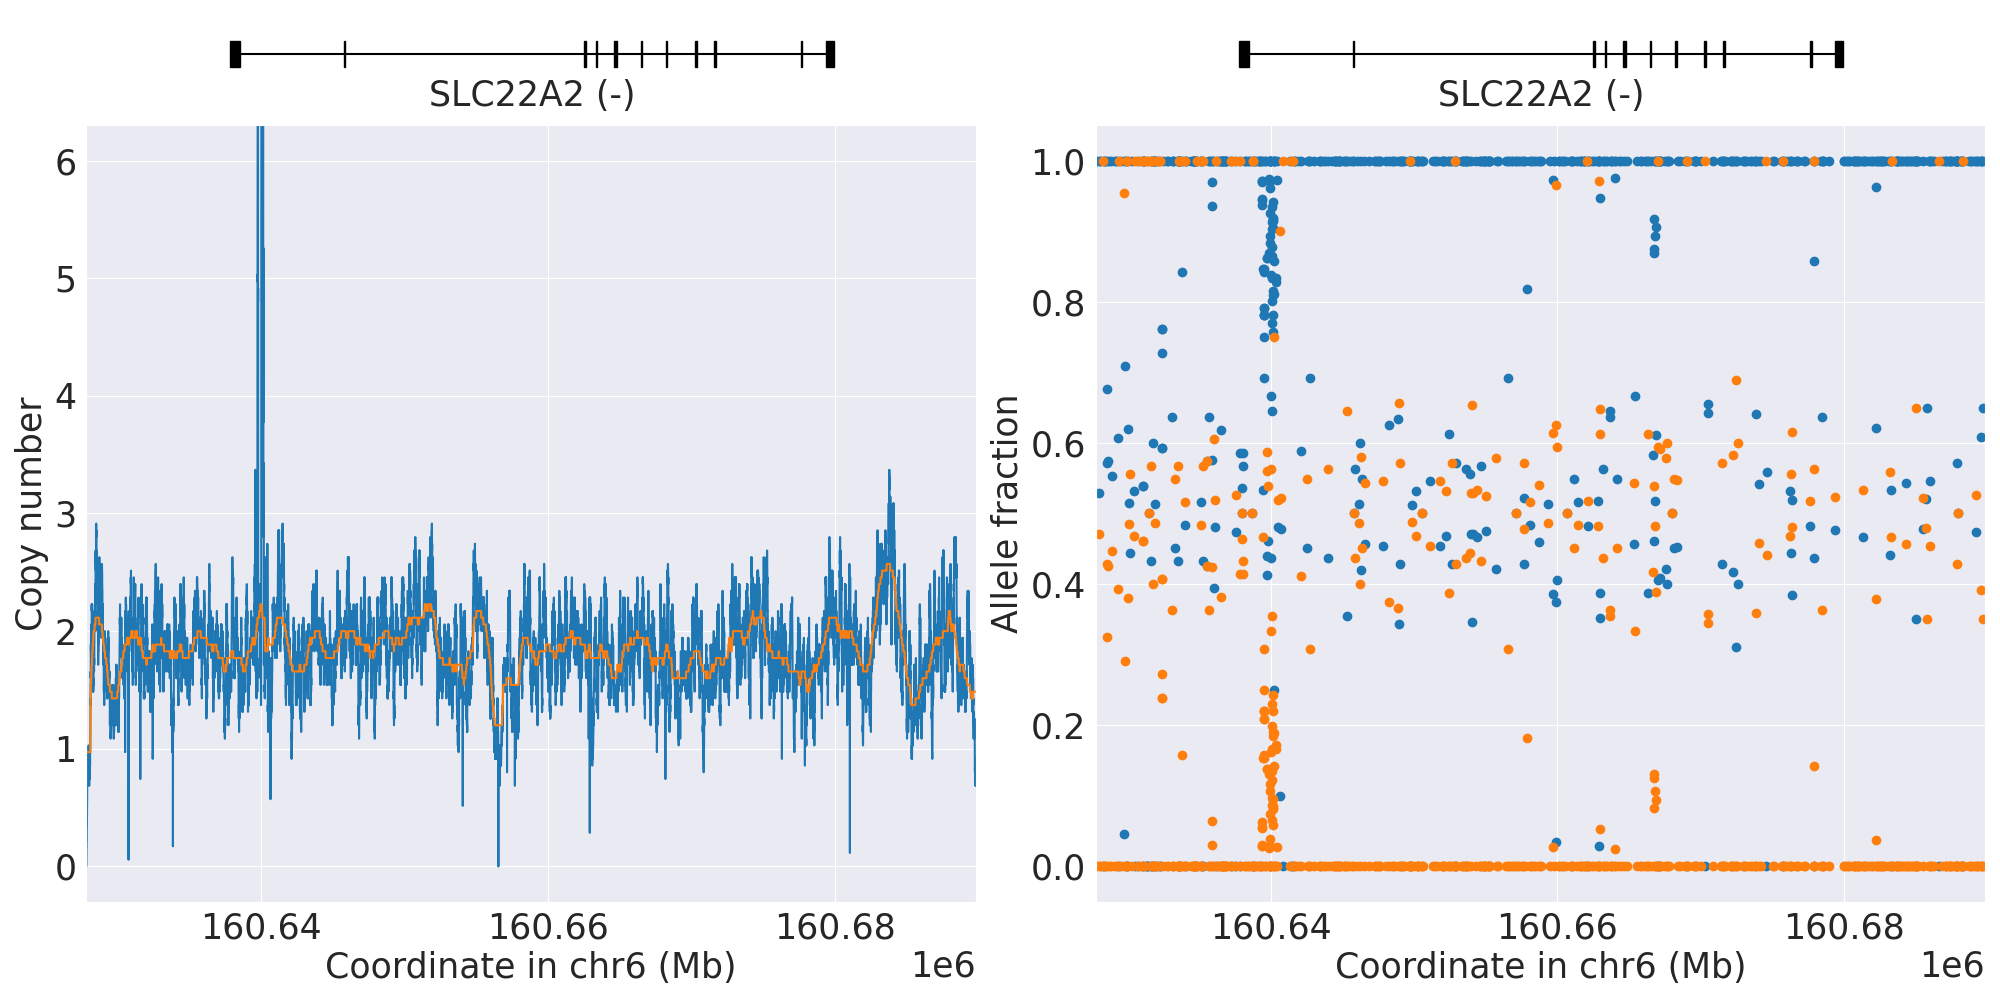 SLC22A2 (-)
6
5
4
3
2
1
0
Copy number
160.64
160.66
160.68
Coordinate in chr6 (Mb)
1e6
SLC22A2 (-)
1.0
0.8
0.6
0.4
0.2
0.0
Allele fraction
160.64
160.66
160.68
Coordinate in chr6 (Mb)
1e6